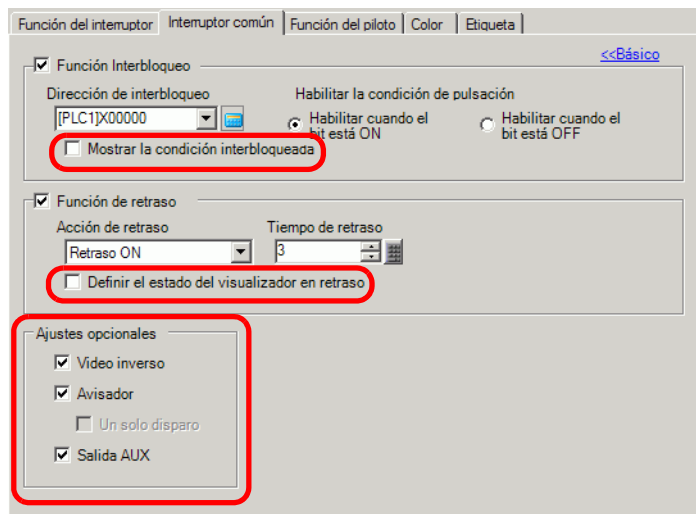 Función del interruptor Interruptor común Función del piloto Color Etiqueta
<<Básico
Función Interbloqueo
Dirección de interbloqueo Habilitar la condición de pulsación
[PLC1]X00000 Habilitar cuando el bit está ON Habilitar cuando el bit está OFF
Mostrar la condición interbloqueada
Función de retraso
Acción de retraso Tiempo de retraso
Retraso ON 3
Definir el estado del visualizador en retraso
Ajustes opcionales
Video inverso
Avisador
Un solo disparo
Salida AUX